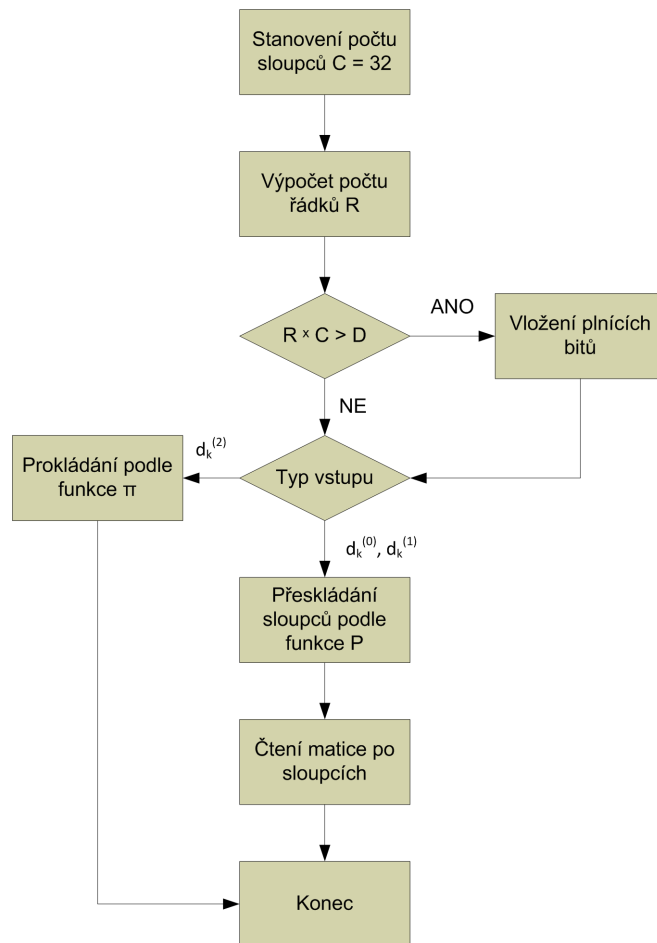 Stanovení počtu
sloupců C = 32
Výpočet počtu
řádků R
R x C > D
ANO
Vložení plnících
bitů
NE
Typ vstupu
dₖ⁽²⁾
Prokládání podle
funkce π
dₖ⁽⁰⁾, dₖ⁽¹⁾
Přeskládání
sloupců podle
funkce P
Čtení matice po
sloupcích
Konec